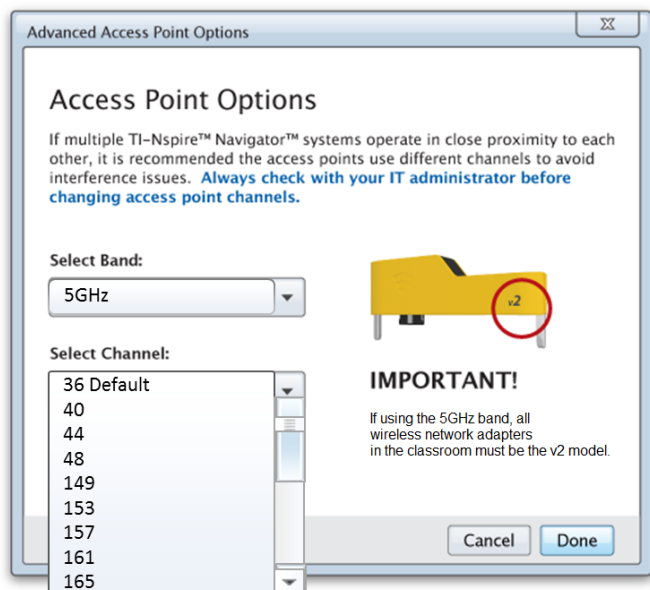 Advanced Access Point Options
Access Point Options
If multiple TI-Nspire™ Navigator™ systems operate in close proximity to each
other, it is recommended the access points use different channels to avoid
interference issues. Always check with your IT administrator before
changing access point channels.
Select Band:
5GHz
Select Channel:
36 Default
40
44
48
149
153
157
161
165
v2
IMPORTANT!
If using the 5GHz band, all
wireless network adapters
in the classroom must be the v2 model.
Cancel
Done